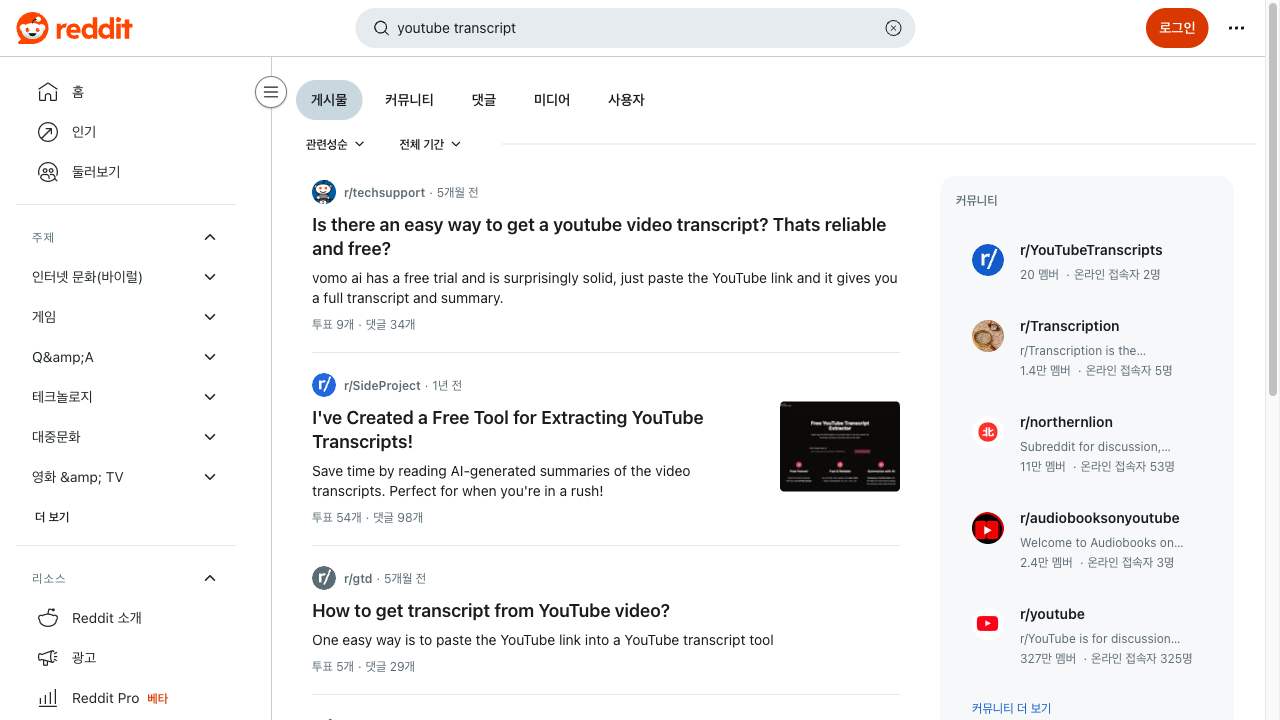 reddit
youtube transcript
로그인
홈
인기
둘러보기
주제
인터넷 문화(바이럴)
게임
Q&amp;A
테크놀로지
대중문화
영화 &amp; TV
더 보기
리소스
Reddit 소개
광고
Reddit Pro 베타
게시물 커뮤니티 댓글 미디어 사용자
관련성순 전체 기간
r/techsupport · 5개월 전
Is there an easy way to get a youtube video transcript? Thats reliable
and free?
vomo ai has a free trial and is surprisingly solid, just paste the YouTube link and it gives you
a full transcript and summary.
투표 9개 · 댓글 34개
r/SideProject · 1년 전
I've Created a Free Tool for Extracting YouTube
Transcripts!
Save time by reading AI-generated summaries of the video
transcripts. Perfect for when you're in a rush!
투표 54개 · 댓글 98개
Free YouTube Transcript
Extractor
r/gtd · 5개월 전
How to get transcript from YouTube video?
One easy way is to paste the YouTube link into a YouTube transcript tool
투표 5개 · 댓글 29개
커뮤니티
r/
r/YouTubeTranscripts
20 멤버 · 온라인 접속자 2명
r/Transcription
r/Transcription is the...
1.4만 멤버 · 온라인 접속자 5명
北
r/northernlion
subreddit for discussion,...
11만 멤버 · 온라인 접속자 53명
r/audiobooksonyoutube
Welcome to Audiobooks on...
2.4만 멤버 · 온라인 접속자 3명
r/youtube
r/YouTube is for discussion...
327만 멤버 · 온라인 접속자 325명
커뮤니티 더 보기